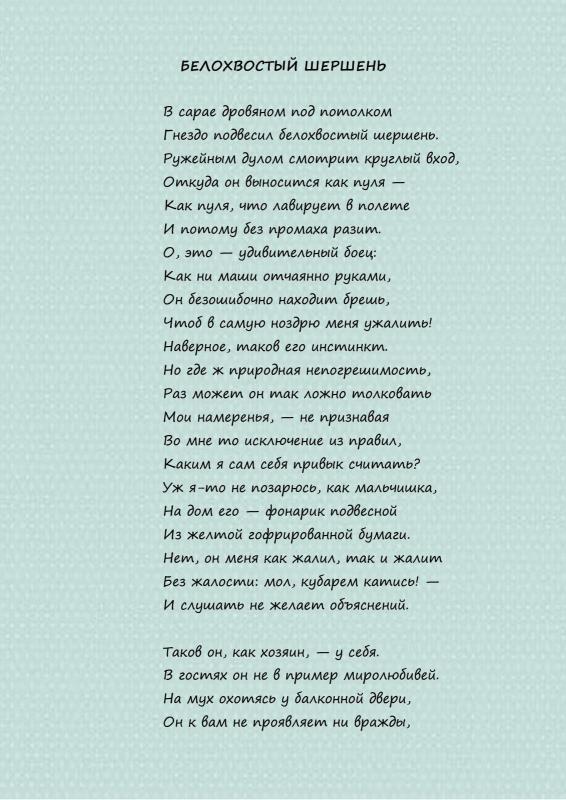 БЕЛОХВОСТЫЙ ШЕРШЕНЬ
В сарае дровяном под потолком
Гнездо подвесил белохвостый шершень.
Ружейным дулом смотрит круглый вход,
Откуда он выносится как пуля —
Как пуля, что лавирует в полете
И потому без промаха разит.
О, это — удивительный боец:
Как ни маши отчаянно руками,
Он безошибочно находит брешь,
Чтоб в самую ноздрю меня ужалить!
Наверное, таков его инстинкт.
Но где ж природная непогрешимость,
Раз может он так ложно толковать
Мои намеренья, — не признавая
Во мне то исключение из правил,
Каким я сам себя привык считать?
Уж я-то не позарюсь, как мальчишка,
На дом его — фонарик подвесной
Из желтой гофрированной бумаги.
Нет, он меня как жалил, так и жалит
Без жалости: мол, кубарем катись! —
И слушать не желает объяснений.
Таков он, как хозяин, — у себя.
В гостях он не в пример миролюбивей.
На мух охотясь у балконной двери,
Он к вам не проявляет ни вражды,